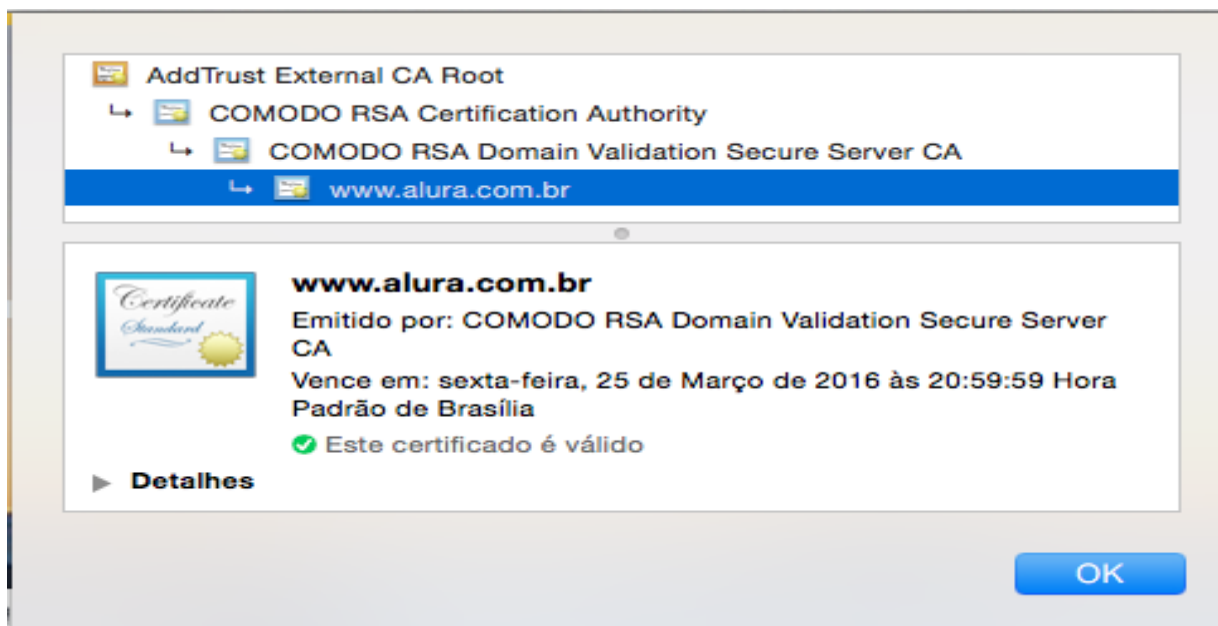 AddTrust External CA Root
COMODO RSA Certification Authority
COMODO RSA Domain Validation Secure Server CA
www.alura.com.br
Certificate
Standard
www.alura.com.br
Emitido por: COMODO RSA Domain Validation Secure Server
CA
Vence em: sexta-feira, 25 de Março de 2016 às 20:59:59 Hora
Padrão de Brasília
Este certificado é válido
Detalhes
OK